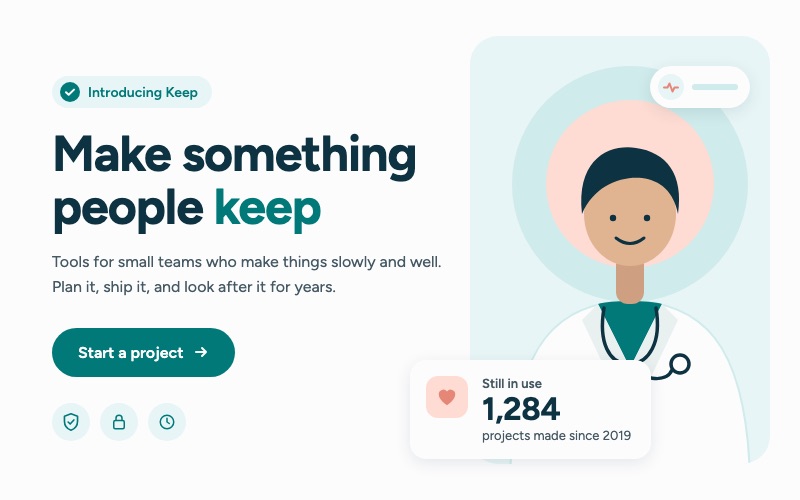 Introducing Keep
Make something
people keep
Tools for small teams who make things slowly and well.
Plan it, ship it, and look after it for years.
Start a project
Still in use
1,284
projects made since 2019